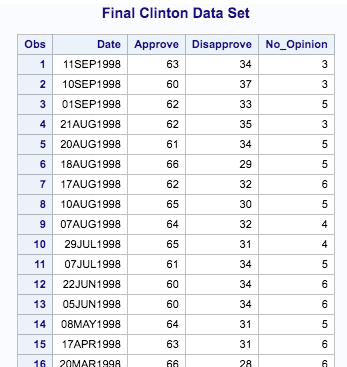 Final Clinton Data Set
Obs Date Approve Disapprove No_Opinion
1 11SEP1998 63 34 3
2 10SEP1998 60 37 3
3 01SEP1998 62 33 5
4 21AUG1998 62 35 3
5 20AUG1998 61 34 5
6 18AUG1998 66 29 5
7 17AUG1998 62 32 6
8 10AUG1998 65 30 5
9 07AUG1998 64 32 4
10 29JUL1998 65 31 4
11 07JUL1998 61 34 5
12 22JUN1998 60 34 6
13 05JUN1998 60 34 6
14 08MAY1998 64 31 5
15 17APR1998 63 31 6
16 20MAR1998 66 28 6